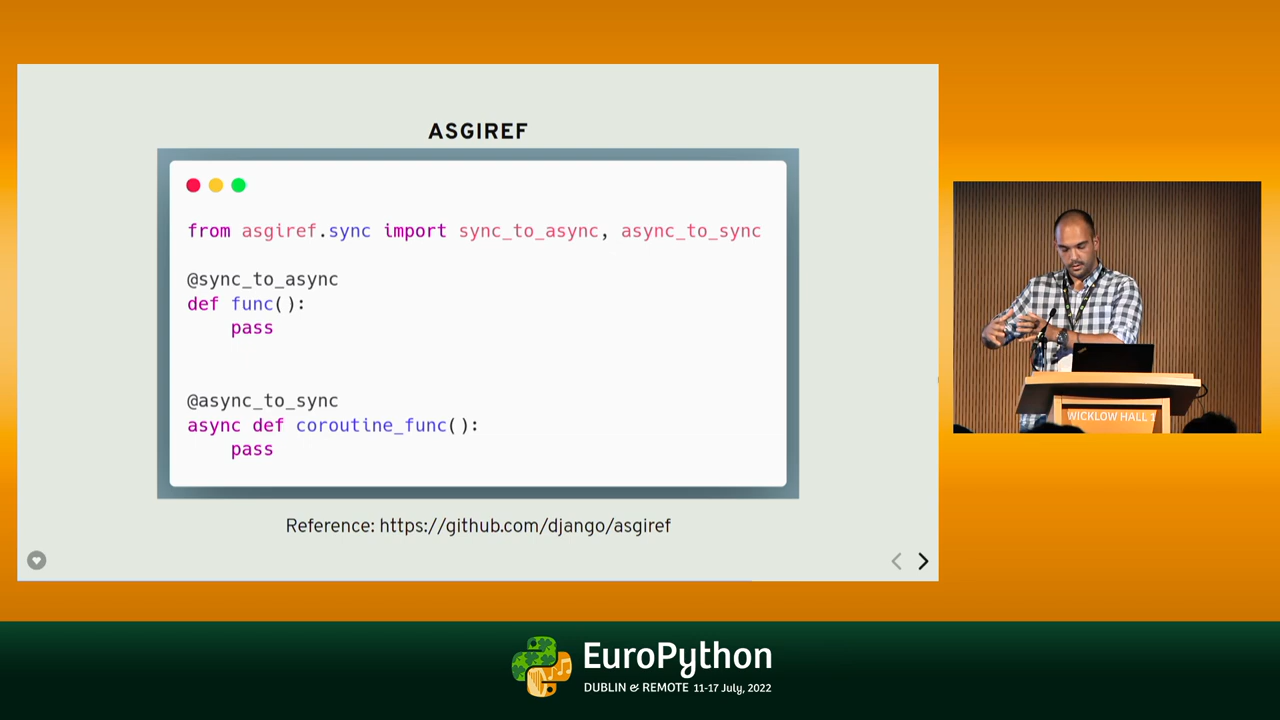 ASGIREF
from asgiref.sync import sync_to_async, async_to_sync
@sync_to_async
def func():
    pass
@async_to_sync
async def coroutine_func():
    pass
Reference: https://github.com/django/asgiref
WICKLOW HALL 1
EuroPython
DUBLIN & REMOTE 11-17 July, 2022